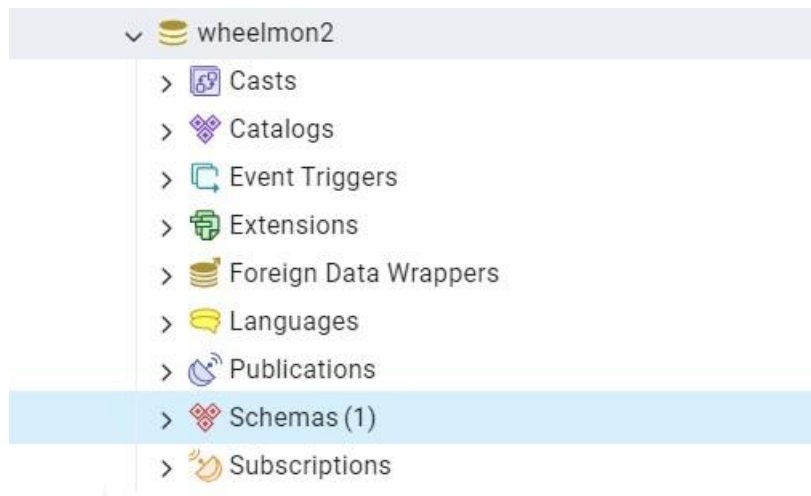 wheelmon2
Casts
Catalogs
Event Triggers
Extensions
Foreign Data Wrappers
Languages
Publications
Schemas (1)
Subscriptions